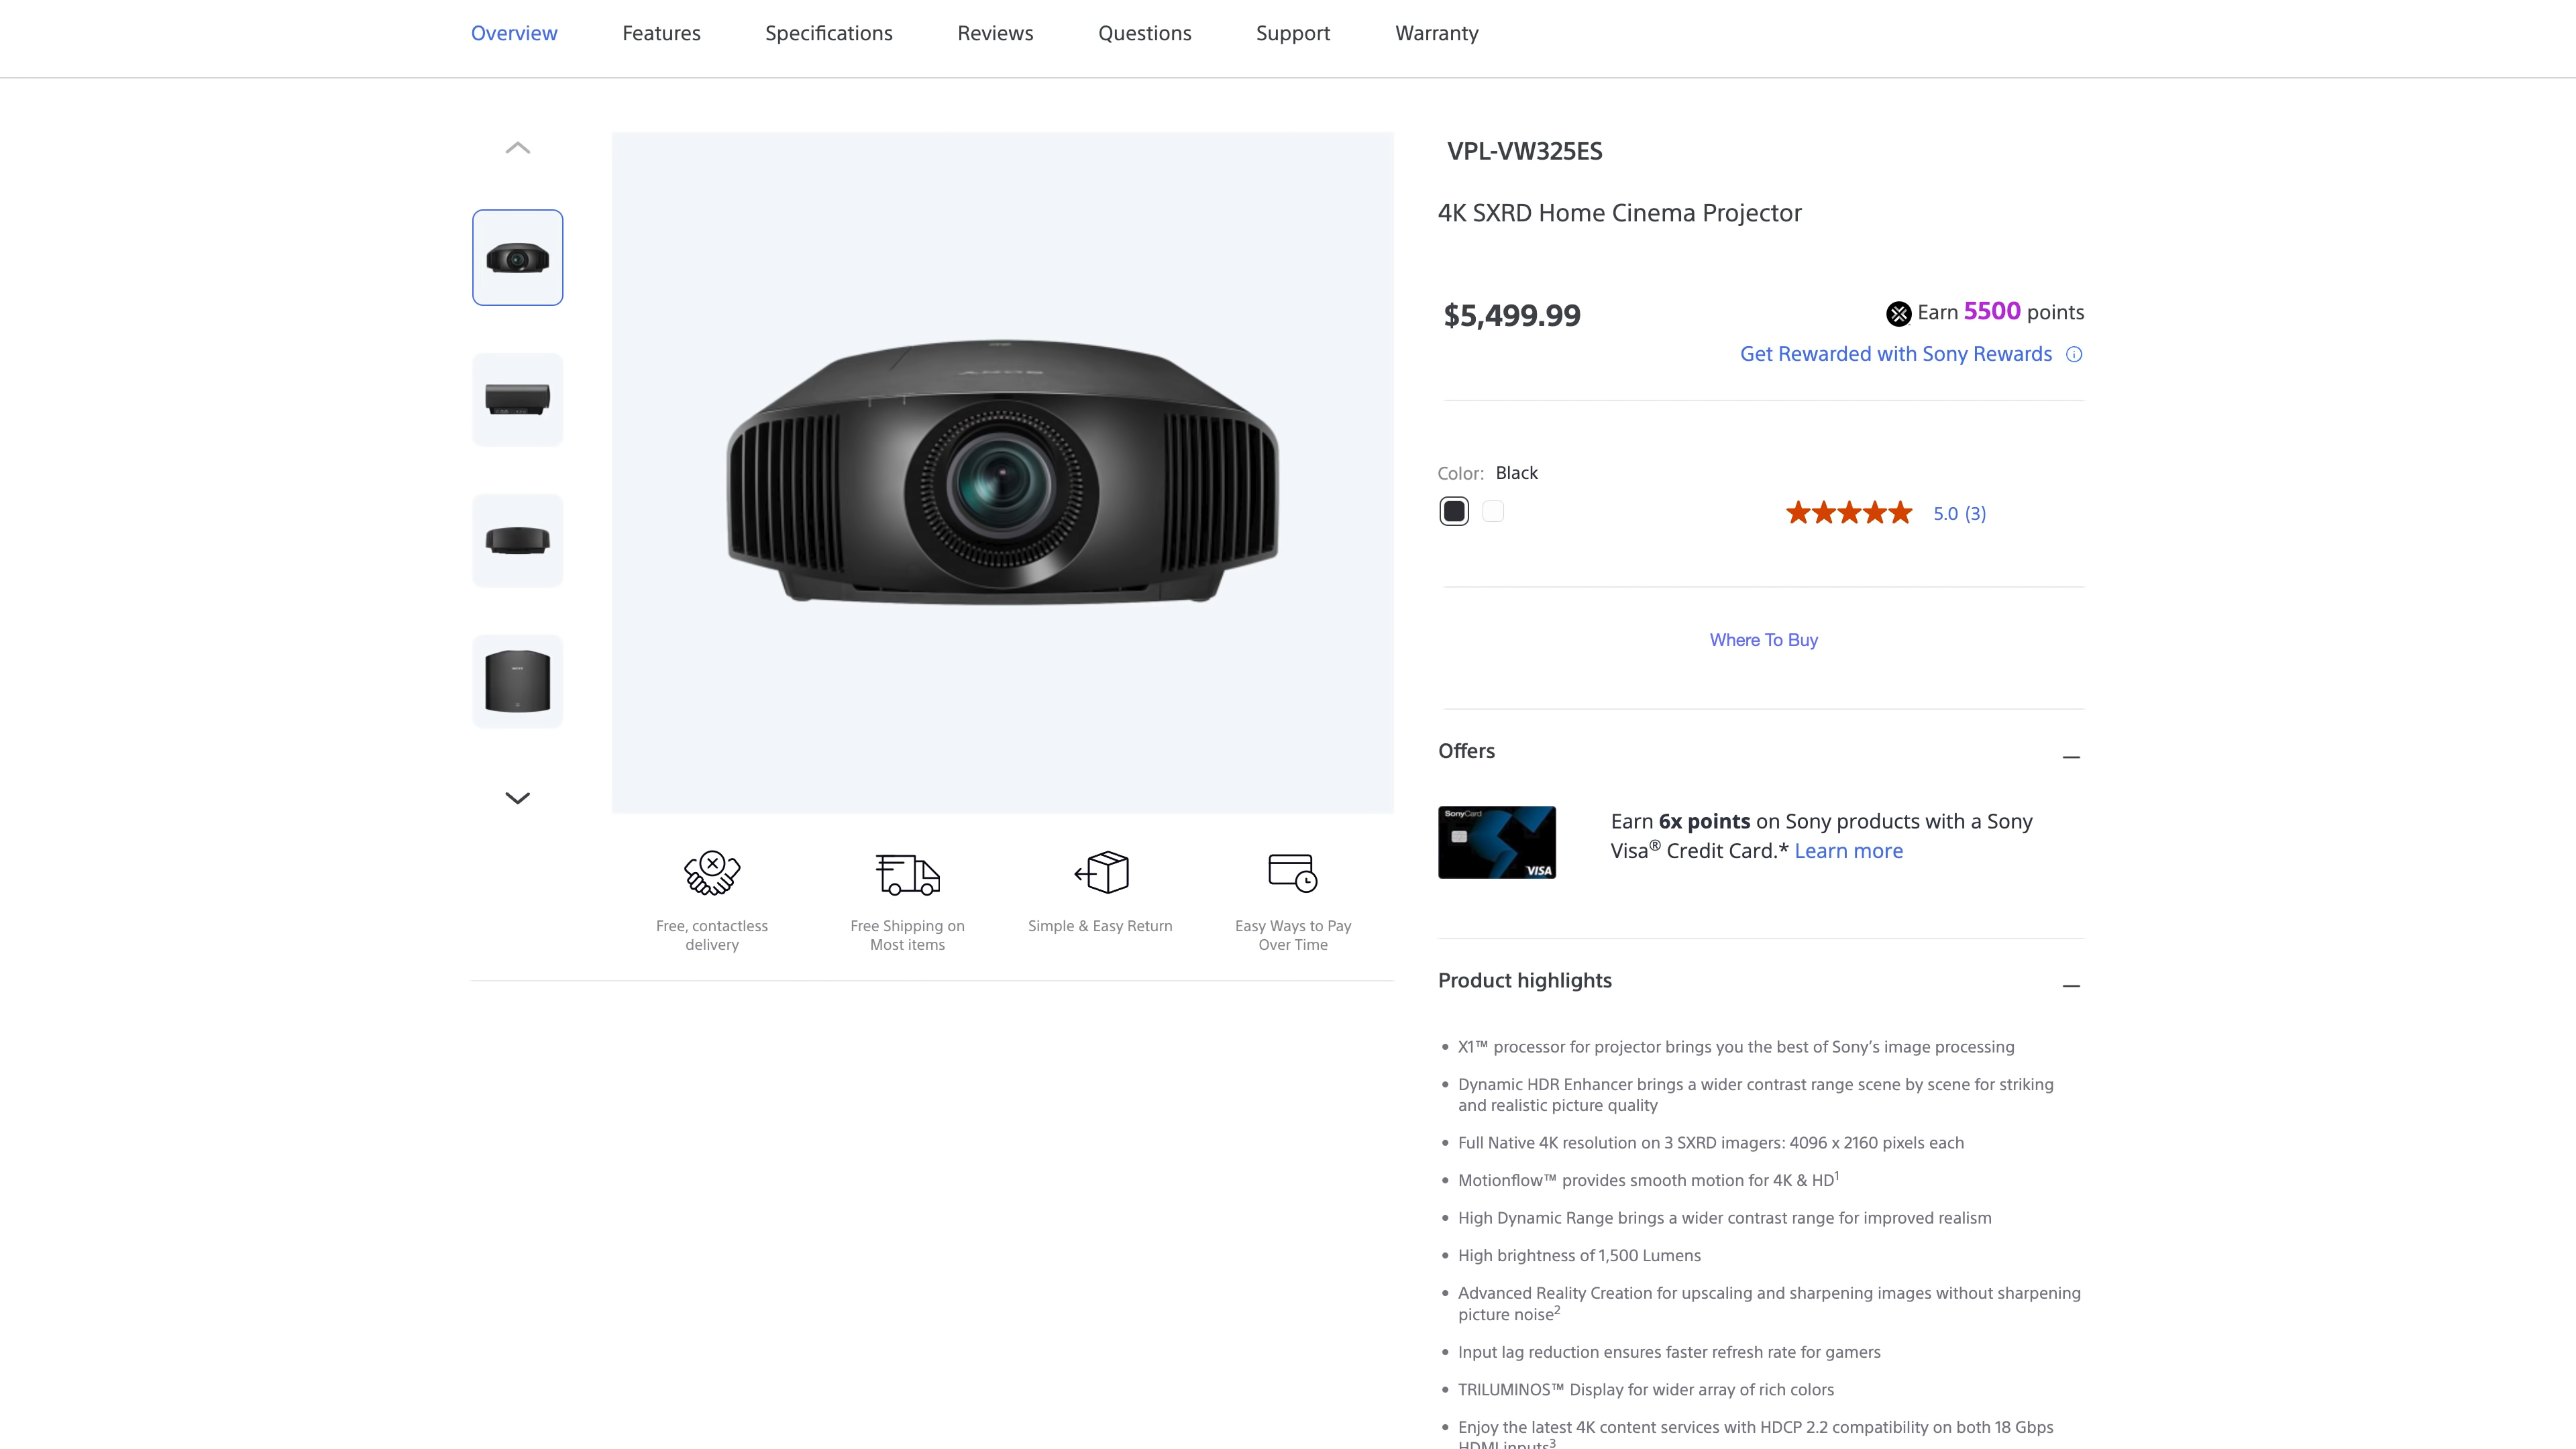 Overview Features Specifications Reviews Questions Support Warranty
VPL-VW325ES
4K SXRD Home Cinema Projector
$5,499.99
Earn 5500 points
Get Rewarded with Sony Rewards
Color: Black
5.0 (3)
Where To Buy
Offers
SonyCard
VISA
Earn 6x points on Sony products with a Sony
Visa® Credit Card.* Learn more
SONY
Free, contactless
delivery
Free Shipping on
Most items
Simple & Easy Return
Easy Ways to Pay
Over Time
Product highlights
X1™ processor for projector brings you the best of Sony’s image processing
Dynamic HDR Enhancer brings a wider contrast range scene by scene for striking
and realistic picture quality
Full Native 4K resolution on 3 SXRD imagers: 4096 x 2160 pixels each
Motionflow™ provides smooth motion for 4K & HD¹
High Dynamic Range brings a wider contrast range for improved realism
High brightness of 1,500 Lumens
Advanced Reality Creation for upscaling and sharpening images without sharpening
picture noise²
Input lag reduction ensures faster refresh rate for gamers
TRILUMINOS™ Display for wider array of rich colors
Enjoy the latest 4K content services with HDCP 2.2 compatibility on both 18 Gbps
HDMI inputs³